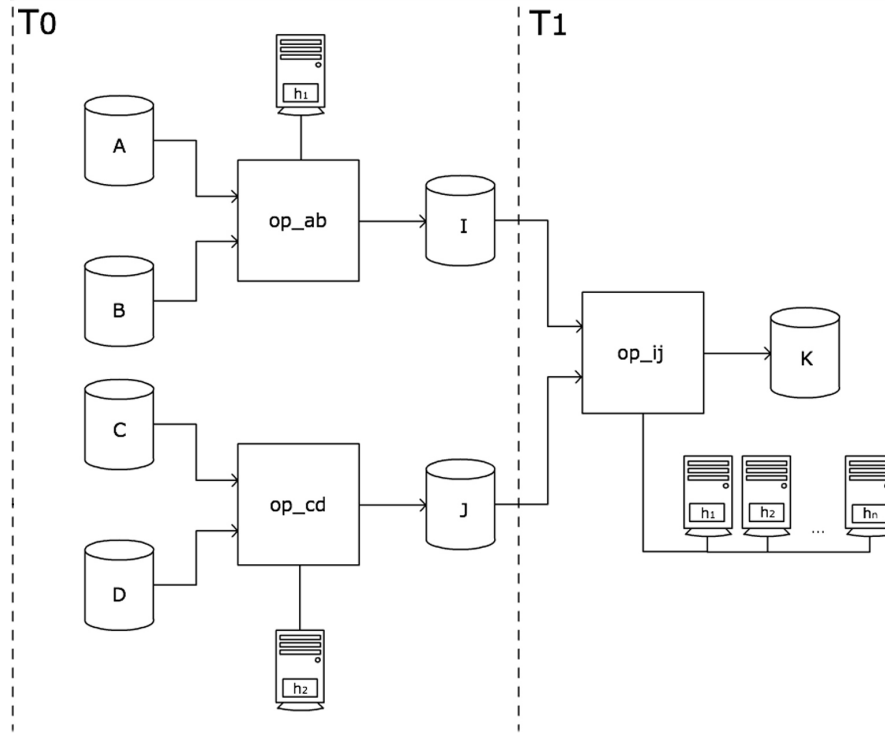 T0
T1
h₁
A
op_ab
I
B
op_ij
K
C
op_cd
J
h₁
h₂
...
hₙ
D
h₂